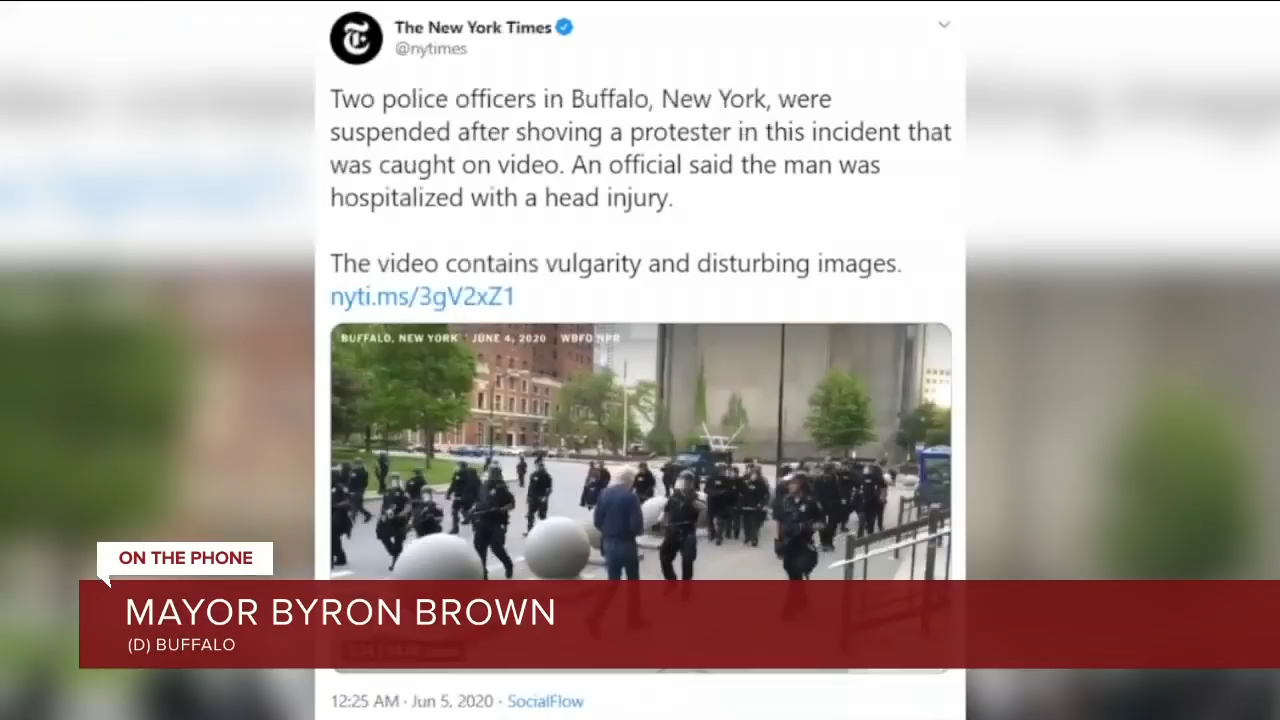 The New York Times
@nytimes
Two police officers in Buffalo, New York, were
suspended after shoving a protester in this incident that
was caught on video. An official said the man was
hospitalized with a head injury.
The video contains vulgarity and disturbing images.
nyti.ms/3gV2xZ1
BUFFALO, NEW YORK · JUNE 4, 2020 WBFO NPR
ON THE PHONE
MAYOR BYRON BROWN
(D) BUFFALO
12:25 AM · Jun 5, 2020 · SocialFlow